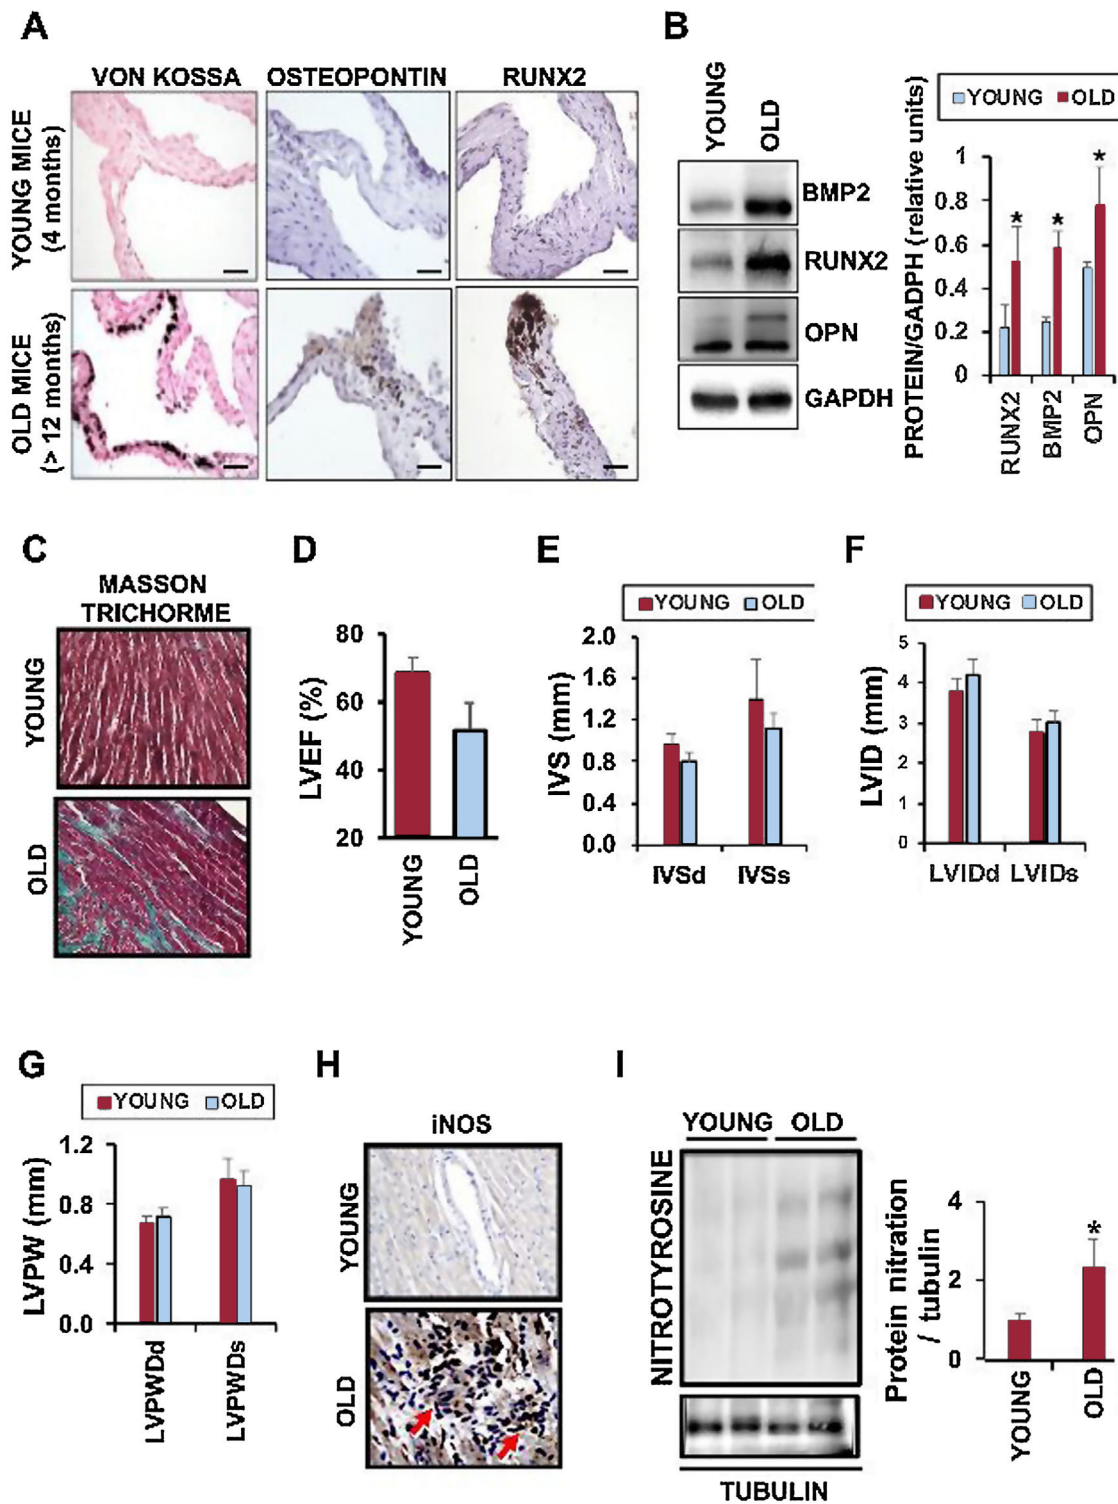 A
VON KOSSA OSTEOPONTIN RUNX2
YOUNG MICE
(4 months)
OLD MICE
(> 12 months)
B
YOUNG
OLD
BMP2
RUNX2
OPN
GAPDH
YOUNG OLD
PROTEIN/GADPH (relative units)
1
0.8
0.6
0.4
0.2
0
* * *
RUNX2
BMP2
OPN
C
MASSON
TRICHORME
YOUNG
OLD
D
LVEF (%)
80
60
40
20
YOUNG
OLD
E
YOUNG OLD
IVS (mm)
2.0
1.6
1.2
0.8
0.4
0.0
IVSd IVSs
F
YOUNG OLD
LVID (mm)
5
4
3
2
1
0
LVIDd LVIDs
G
YOUNG OLD
LVPW (mm)
1.2
0.8
0.4
0.0
LVPWDd
LVPWDs
H
iNOS
YOUNG
OLD
I
YOUNG OLD
NITROTYROSINE
TUBULIN
Protein nitration
/ tubulin
4
2
0
*
YOUNG
OLD